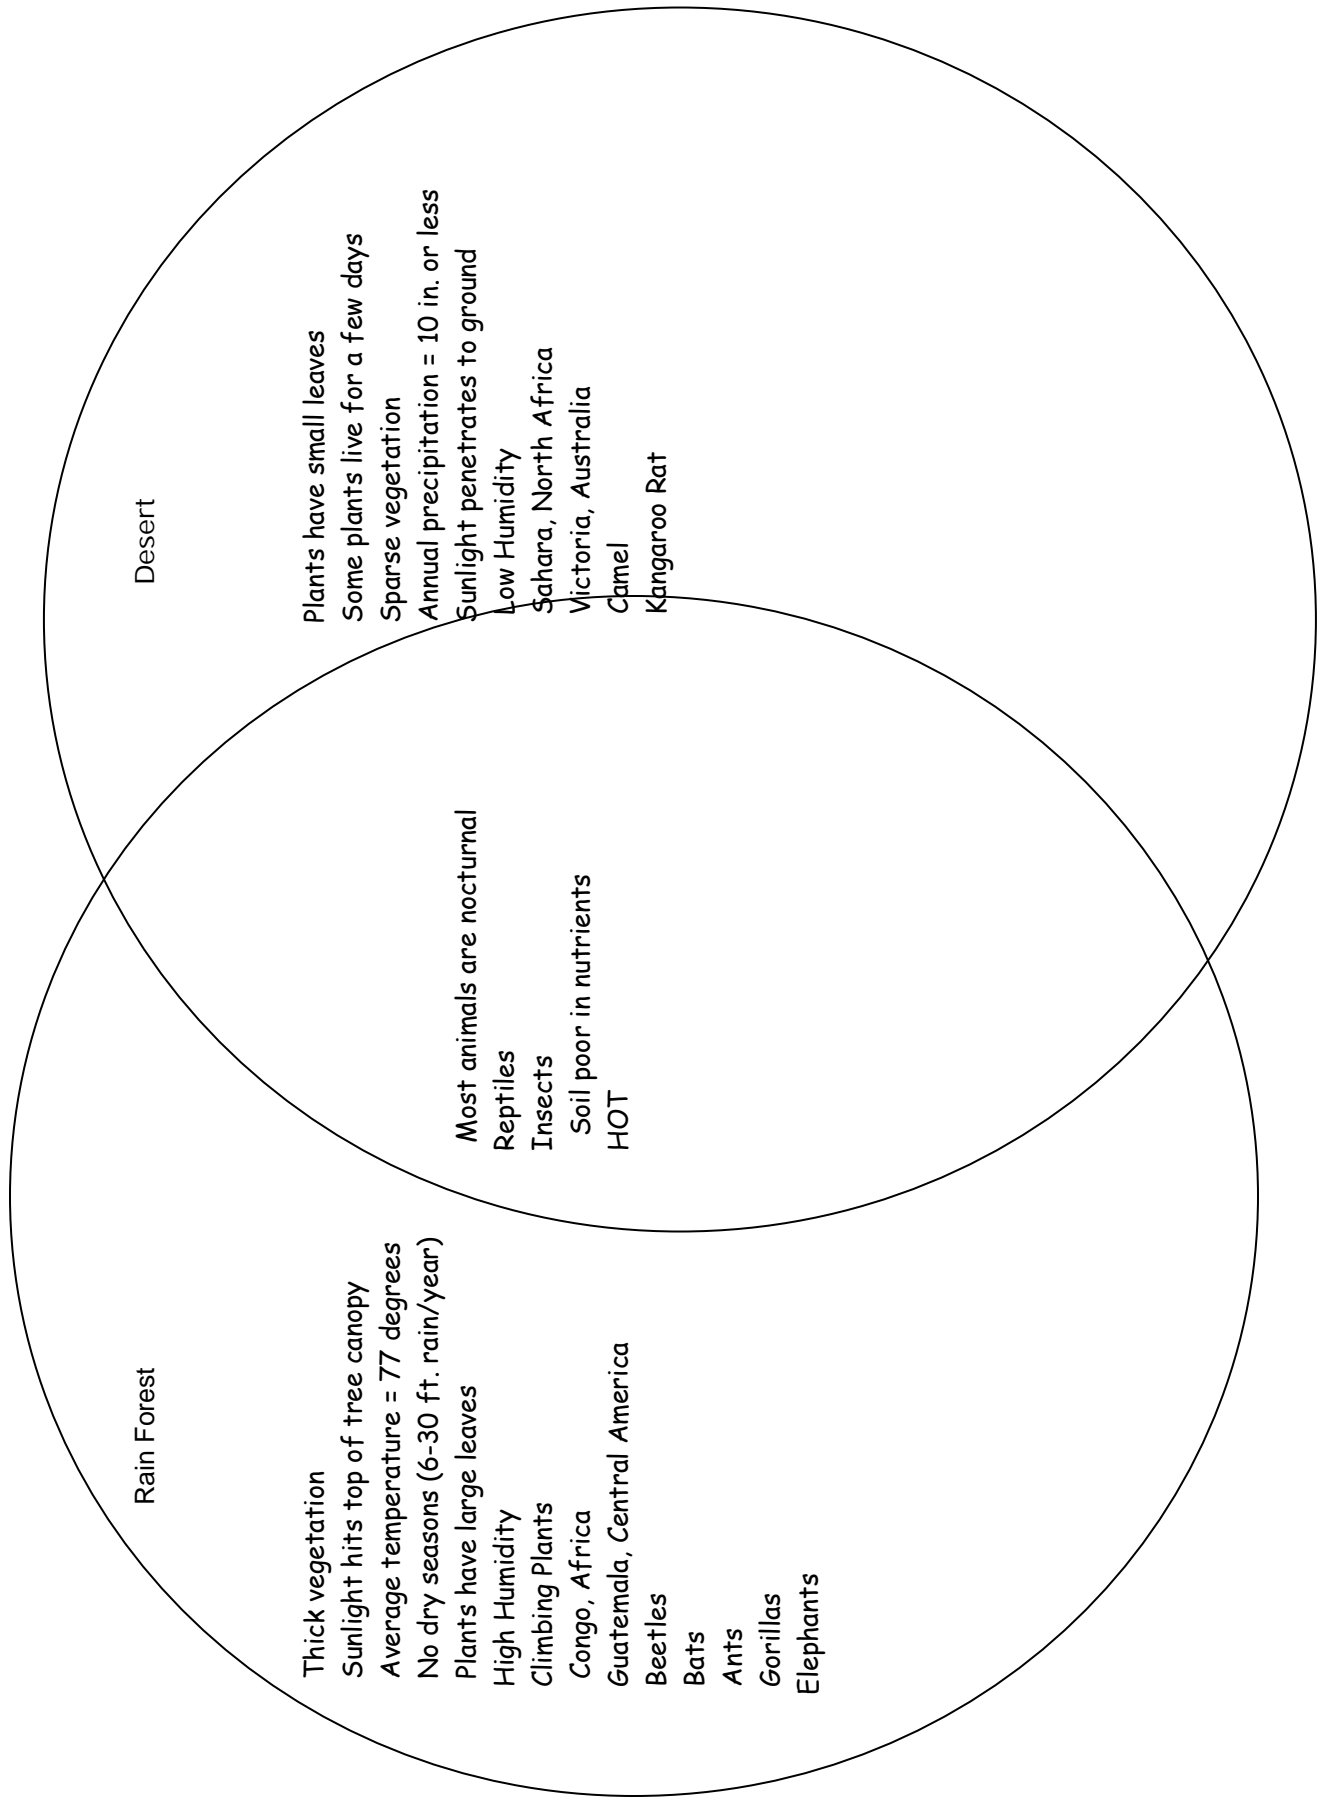 Rain Forest
Thick vegetation
Sunlight hits top of tree canopy
Average temperature = 77 degrees
No dry seasons (6-30 ft. rain/year)
Plants have large leaves
High Humidity
Climbing Plants
Congo, Africa
Guatemala, Central America
Beetles
Bats
Ants
Gorillas
Elephants
Most animals are nocturnal
Reptiles
Insects
Soil poor in nutrients
HOT
Desert
Plants have small leaves
Some plants live for a few days
Sparse vegetation
Annual precipitation = 10 in. or less
Sunlight penetrates to ground
Low Humidity
Sahara, North Africa
Victoria, Australia
Camel
Kangaroo Rat